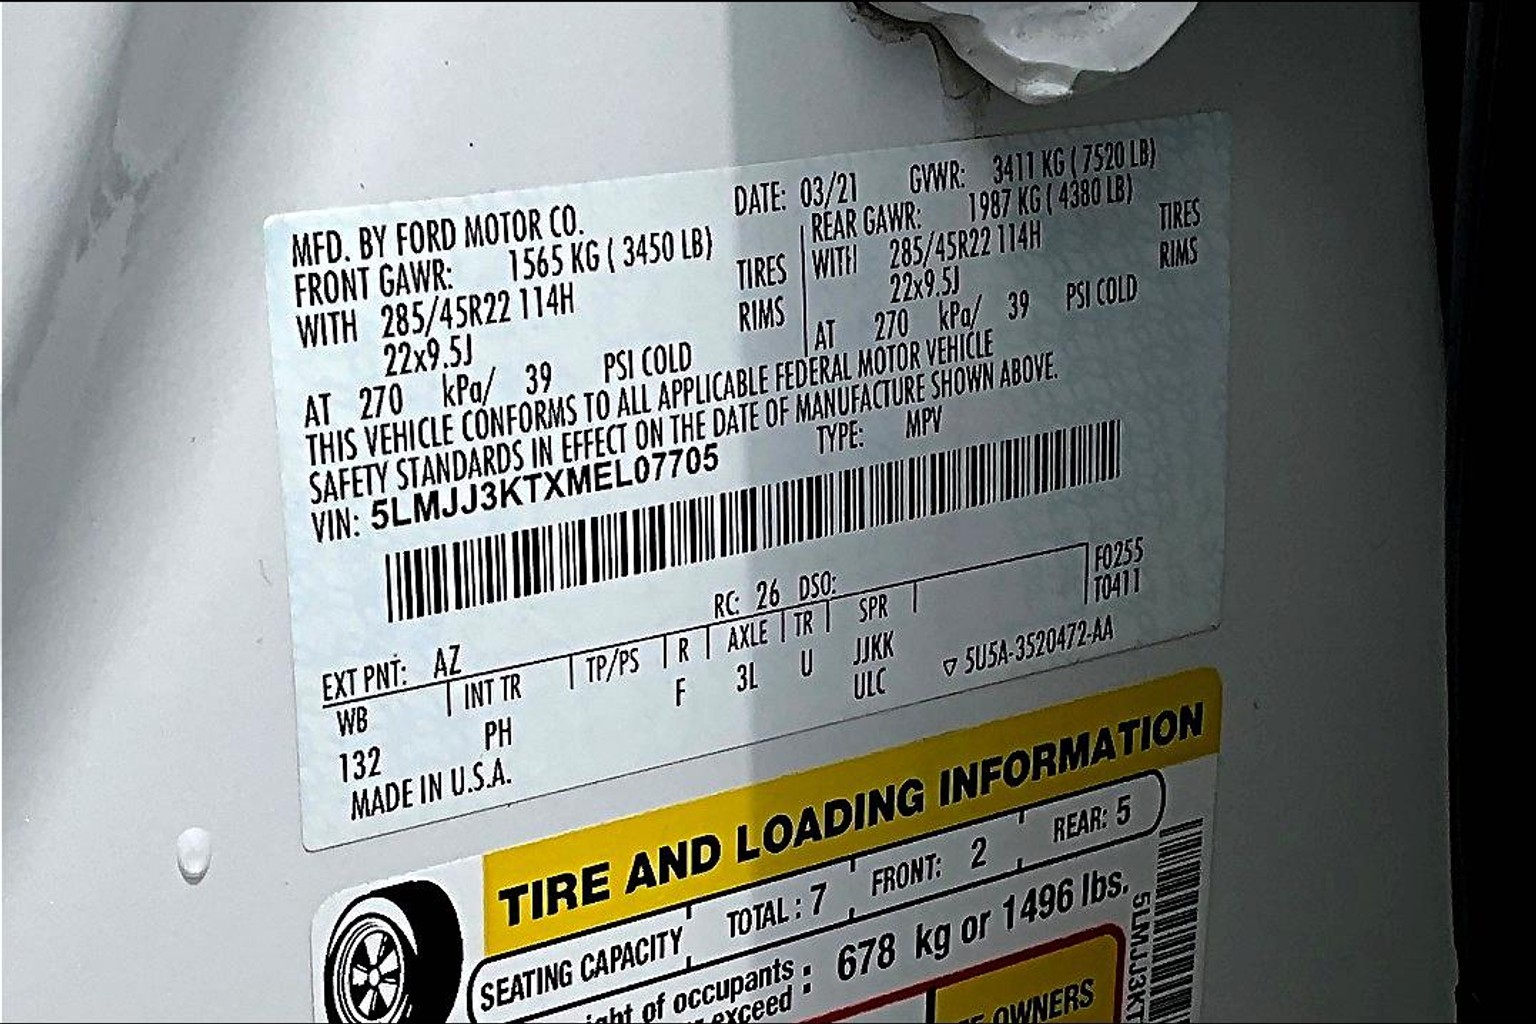 MFD. BY FORD MOTOR CO. DATE: 03/21 GVWR: 3411 KG ( 7520 LB)
FRONT GAWR: 1565 KG ( 3450 LB) REAR GAWR: 1987 KG ( 4380 LB)
WITH 285/45R22 114H TIRES WITH 285/45R22 114H TIRES
22x9.5J RIMS 22x9.5J RIMS
AT 270 kPa/ 39 PSI COLD AT 270 kPa/ 39 PSI COLD
THIS VEHICLE CONFORMS TO ALL APPLICABLE FEDERAL MOTOR VEHICLE
SAFETY STANDARDS IN EFFECT ON THE DATE OF MANUFACTURE SHOWN ABOVE.
VIN: 5LMJJ3KTXMEL07705 TYPE: MPV
F0255
EXT PNT: AZ RC: 26 DSO: T0411
WB INT TR TP/PS R AXLE TR SPR
132 PH F 3L U JJKK
MADE IN U.S.A. ULC ▽ 5U5A-3520472-AA
TIRE AND LOADING INFORMATION
SEATING CAPACITY TOTAL : 7 FRONT: 2 REAR: 5
of occupants : 678 kg or 1496 lbs.
exceed :
OWNERS
5LMJJ3KT